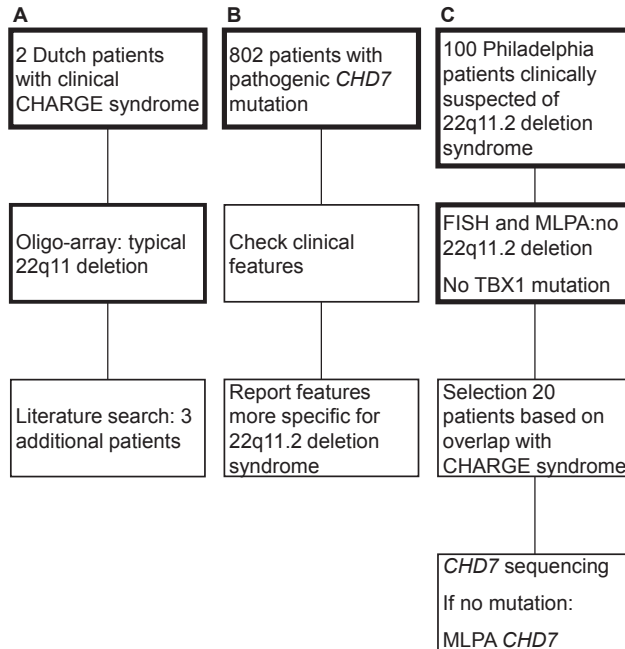 A
2 Dutch patients
with clinical
CHARGE syndrome
Oligo-array: typical
22q11 deletion
Literature search: 3
additional patients
B
802 patients with
pathogenic CHD7
mutation
Check clinical
features
Report features
more specific for
22q11.2 deletion
syndrome
C
100 Philadelphia
patients clinically
suspected of
22q11.2 deletion
syndrome
FISH and MLPA:no
22q11.2 deletion
No TBX1 mutation
Selection 20
patients based on
overlap with
CHARGE syndrome
CHD7 sequencing
If no mutation:
MLPA CHD7